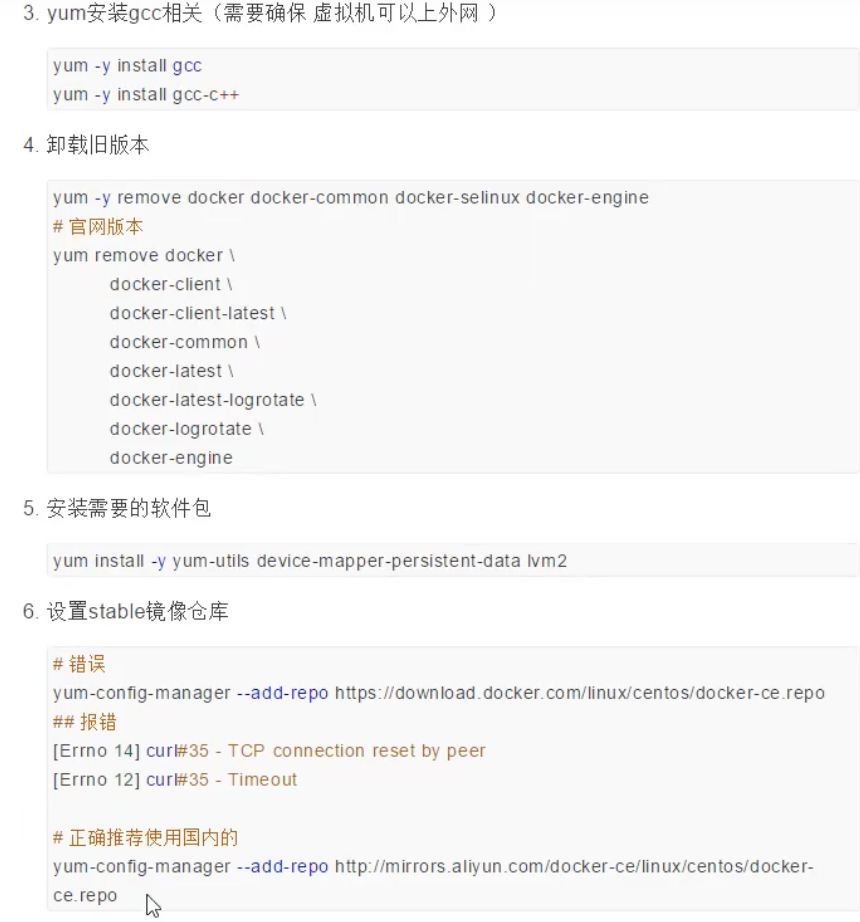 3. yum安装gcc相关（需要确保 虚拟机可以上外网 ）
yum -y install gcc
yum -y install gcc-c++
4. 卸载旧版本
yum -y remove docker docker-common docker-selinux docker-engine
# 官网版本
yum remove docker \
docker-client \
docker-client-latest \
docker-common \
docker-latest \
docker-latest-logrotate \
docker-logrotate \
docker-engine
5. 安装需要的软件包
yum install -y yum-utils device-mapper-persistent-data lvm2
6. 设置stable镜像仓库
# 错误
yum-config-manager --add-repo https://download.docker.com/linux/centos/docker-ce.repo
## 报错
[Errno 14] curl#35 - TCP connection reset by peer
[Errno 12] curl#35 - Timeout
# 正确推荐使用国内的
yum-config-manager --add-repo http://mirrors.aliyun.com/docker-ce/linux/centos/docker-
ce.repo